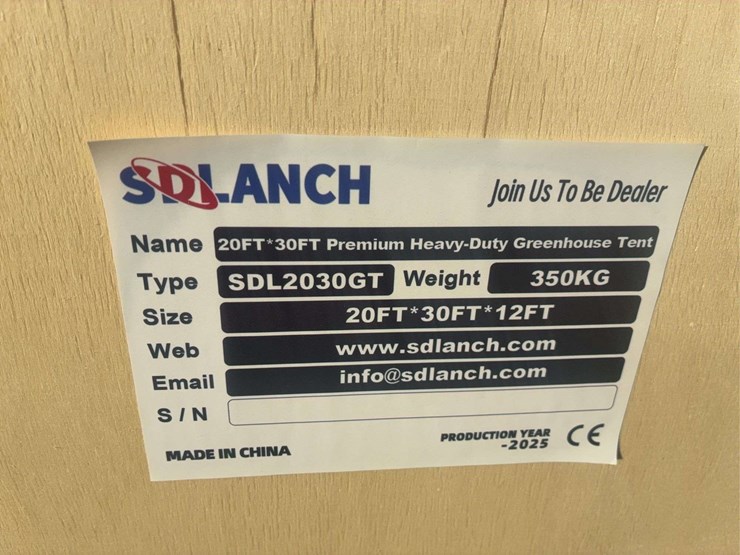 SDLANCH
Join Us To Be Dealer
Name 20FT*30FT Premium Heavy-Duty Greenhouse Tent
Type SDL2030GT Weight 350KG
Size 20FT*30FT*12FT
Web www.sdlanch.com
Email info@sdlanch.com
S/N
MADE IN CHINA
PRODUCTION YEAR
-2025
CE